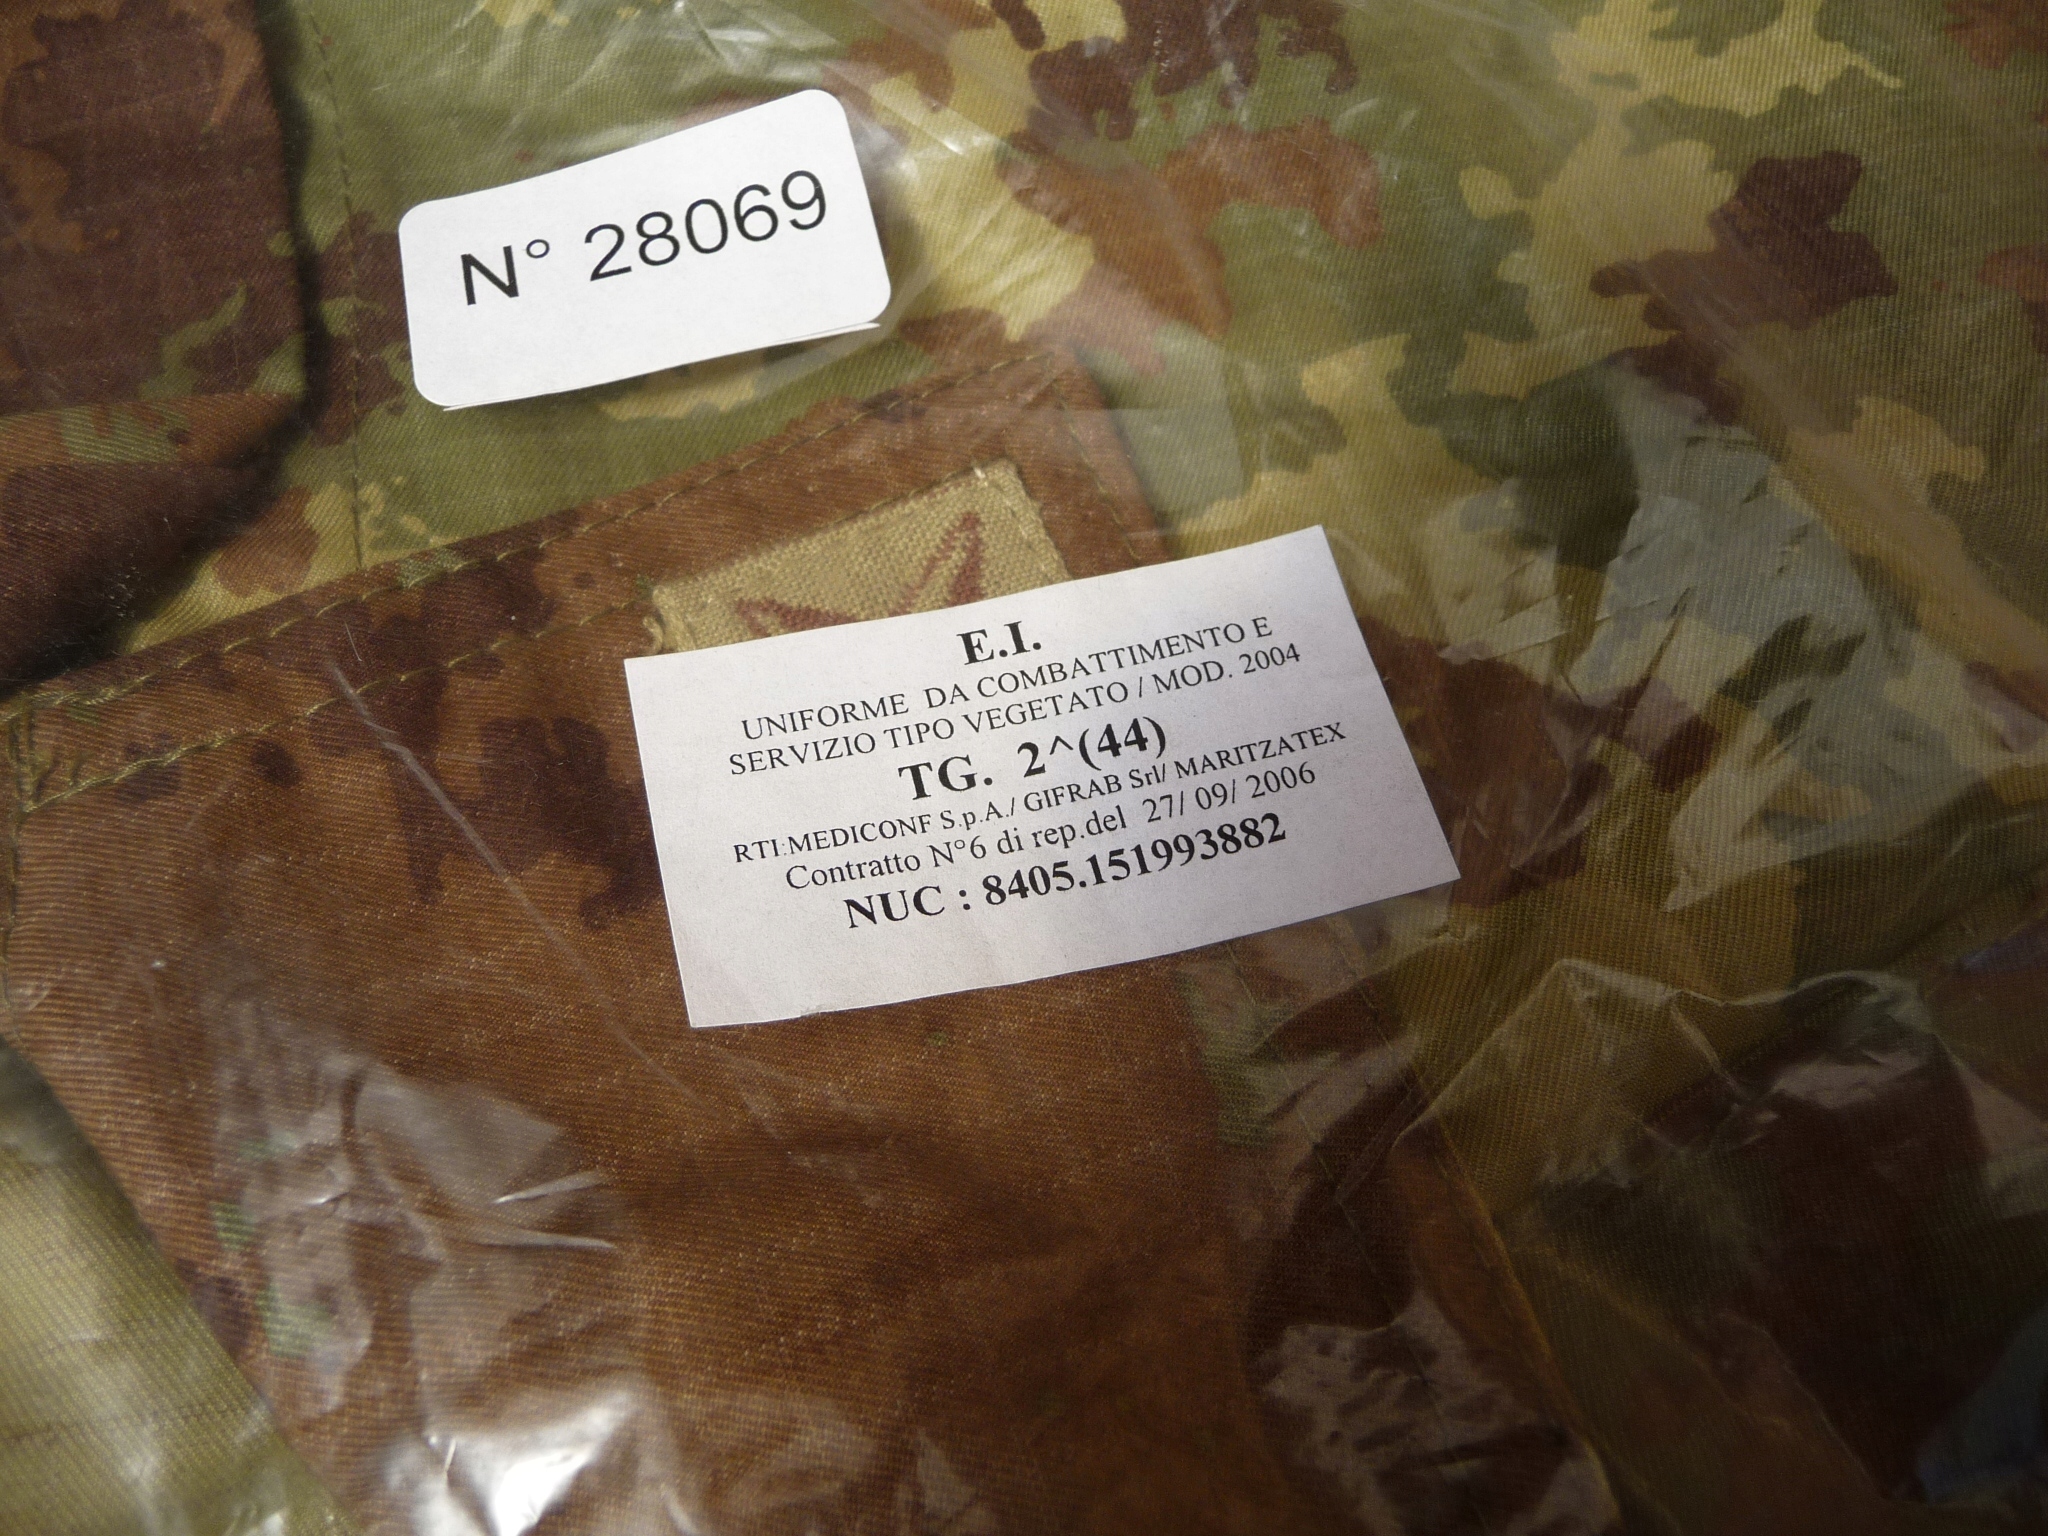 N° 28069
E.I.
UNIFORME DA COMBATTIMENTO E
SERVIZIO TIPO VEGETATO / MOD. 2004
TG. 2^(44)
RTI:MEDICONF S.p.A./ GIFRAB Srl/ MARITZATEX
Contratto N°6 di rep.del 27/ 09/ 2006
NUC : 8405.151993882